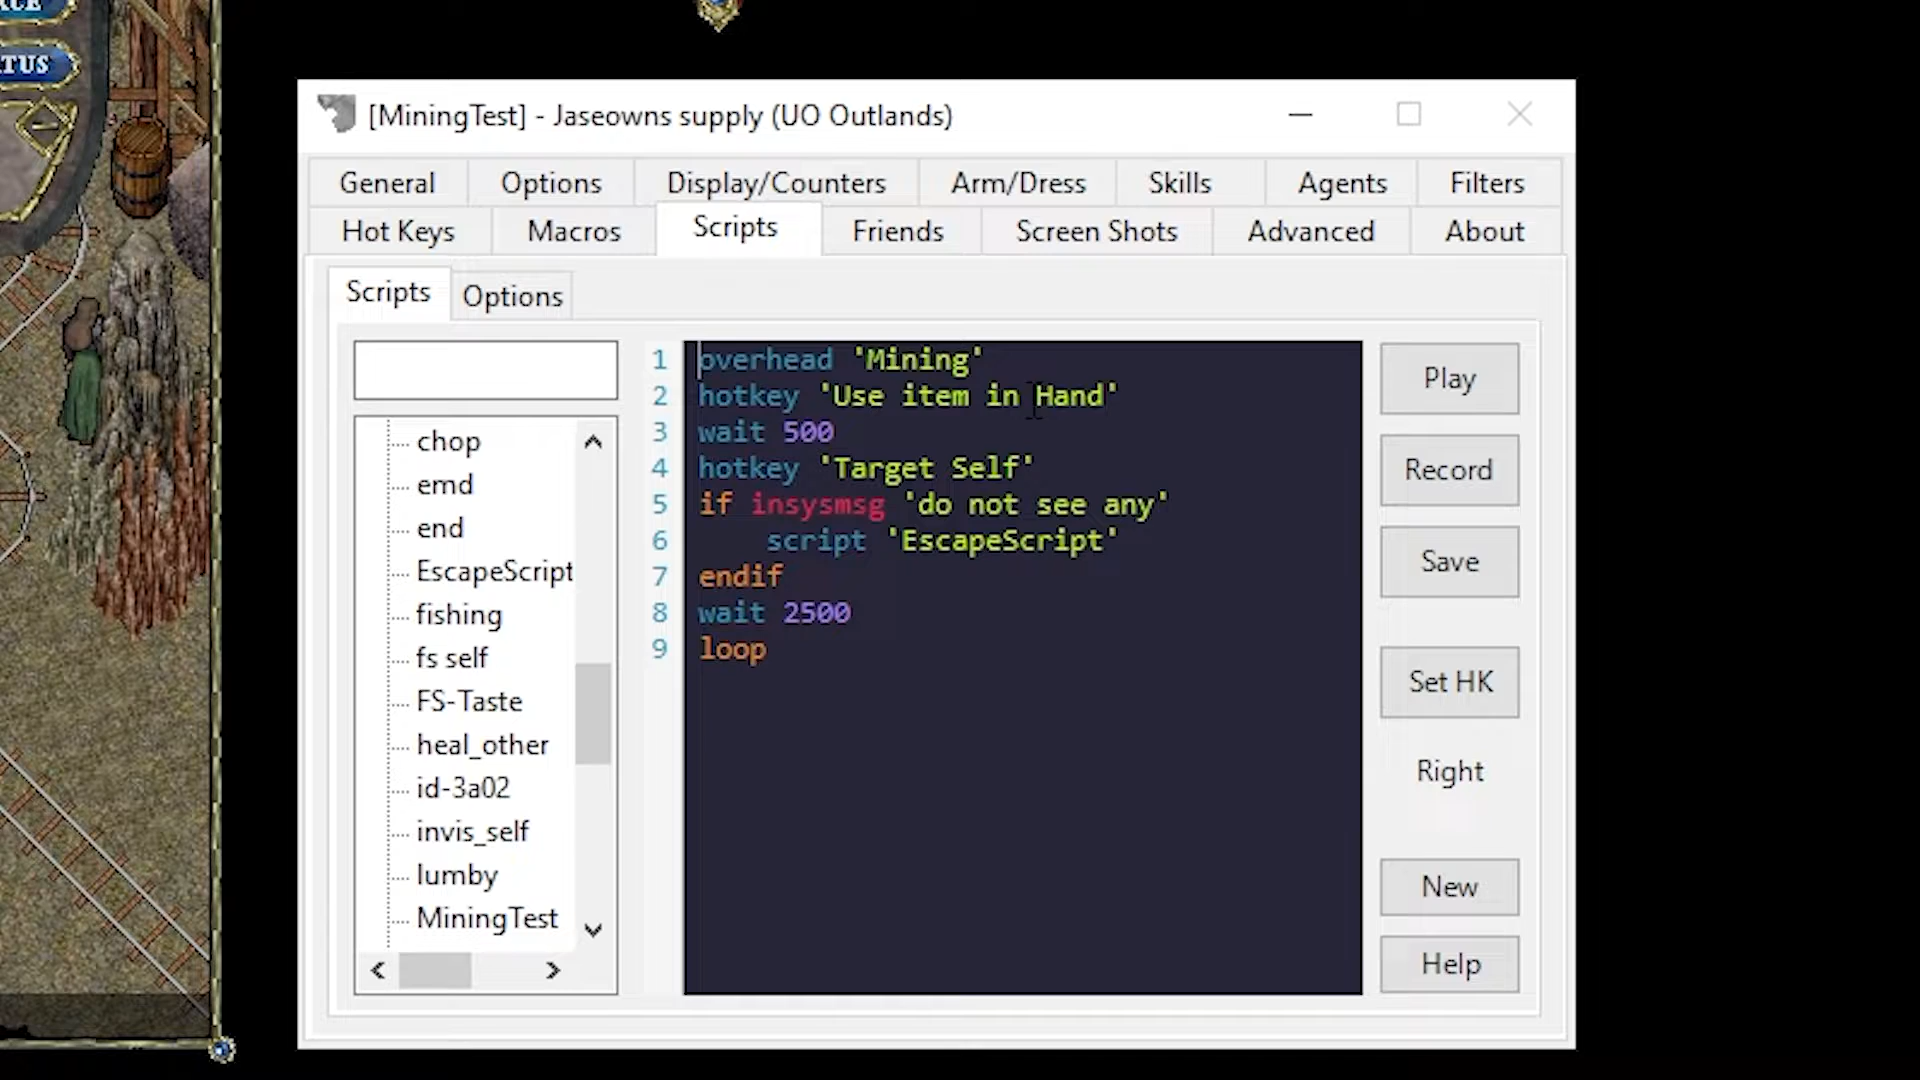 TUS
[MiningTest] - Jaseowns supply (UO Outlands)
General Options Display/Counters Arm/Dress Skills Agents Filters
Hot Keys Macros Scripts Friends Screen Shots Advanced About
Scripts Options
1 overhead 'Mining'
2 hotkey 'Use item in Hand'
3 wait 500
4 hotkey 'Target Self'
5 if insysmsg 'do not see any'
6 script 'EscapeScript'
7 endif
8 wait 2500
9 loop
chop
emd
end
EscapeScript
fishing
fs self
FS-Taste
heal_other
id-3a02
invis_self
lumby
MiningTest
Play
Record
Save
Set HK
Right
New
Help